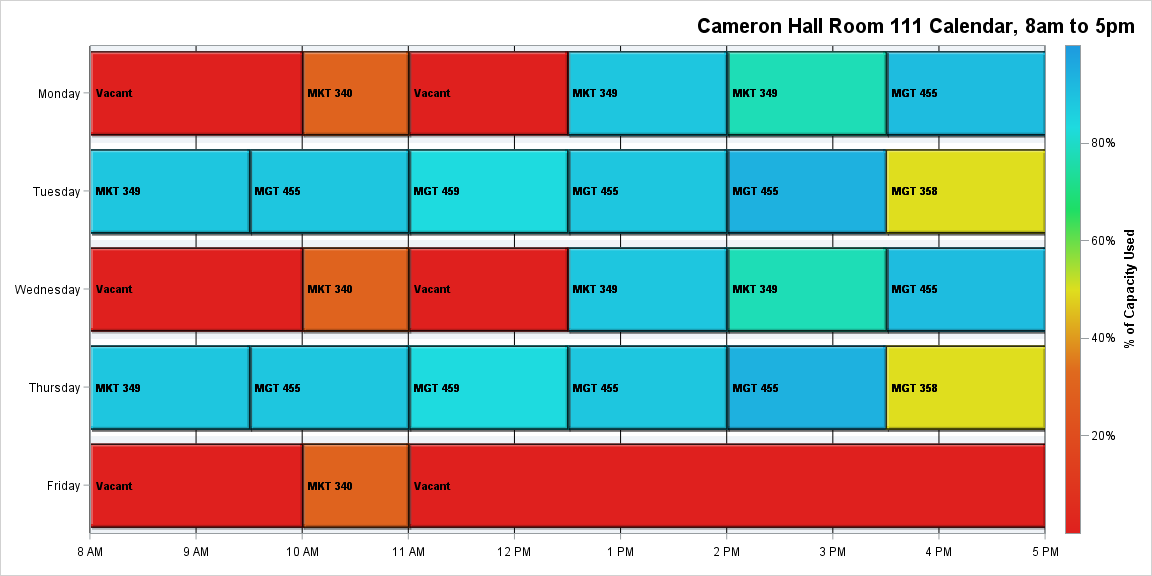 Cameron Hall Room 111 Calendar, 8am to 5pm
Monday
Vacant
MKT 340
Vacant
MKT 349
MKT 349
MGT 455
Tuesday
MKT 349
MGT 455
MGT 459
MGT 455
MGT 455
MGT 358
Wednesday
Vacant
MKT 340
Vacant
MKT 349
MKT 349
MGT 455
Thursday
MKT 349
MGT 455
MGT 459
MGT 455
MGT 455
MGT 358
Friday
Vacant
MKT 340
Vacant
8 AM
9 AM
10 AM
11 AM
12 PM
1 PM
2 PM
3 PM
4 PM
5 PM
80%
60%
40%
20%
% of Capacity Used